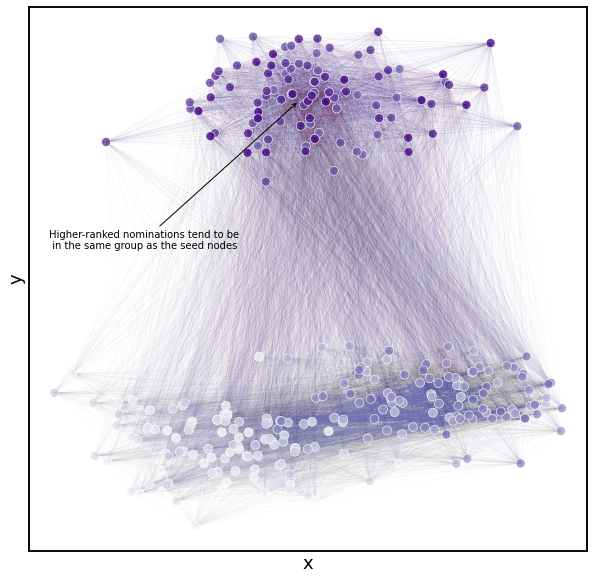 Higher-ranked nominations tend to be
in the same group as the seed nodes
y
x